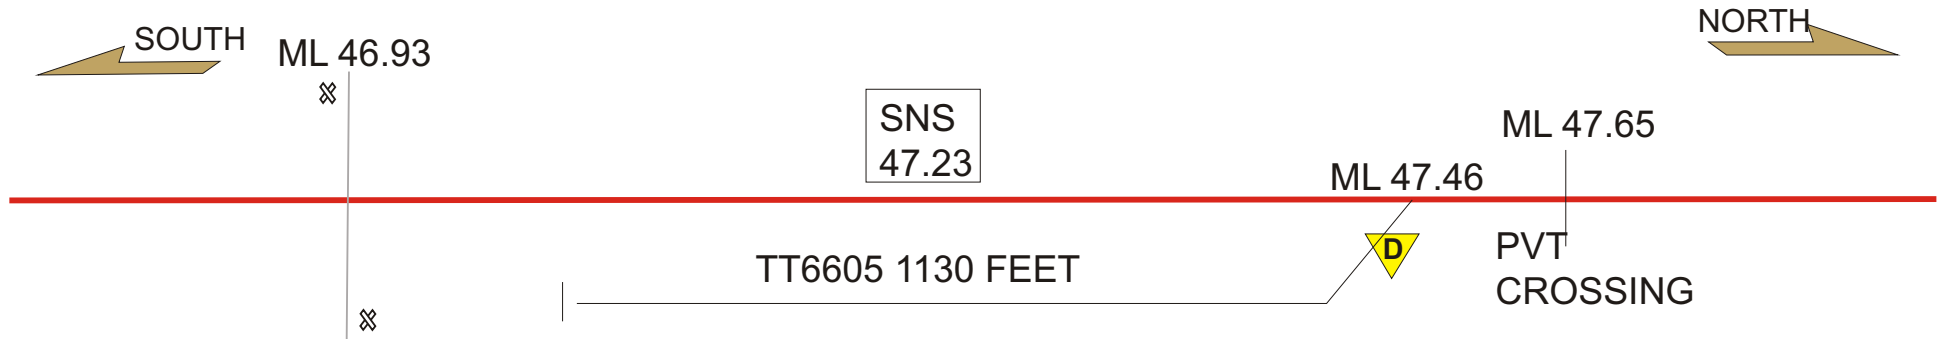 SOUTH
NORTH
ML 46.93
SNS
47.23
ML 47.65
ML 47.46
D
PVT
CROSSING
TT6605 1130 FEET